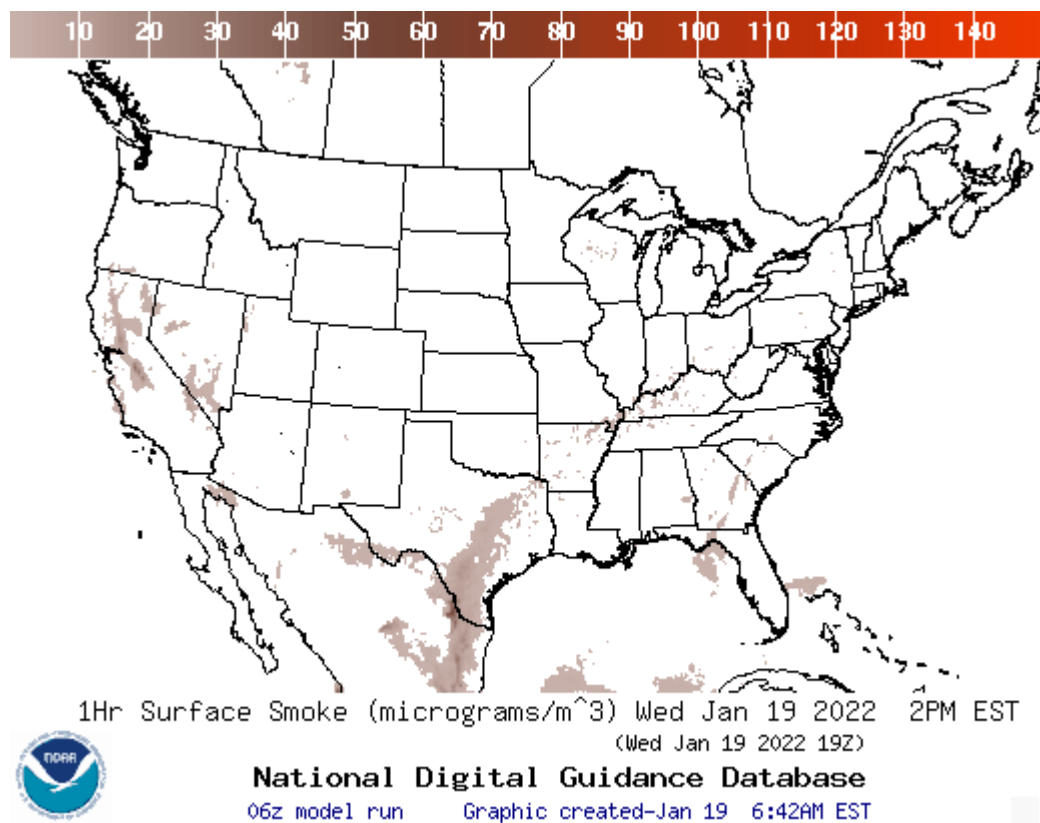 10 20 30 40 50 60 70 80 90 100 110 120 130 140
1Hr Surface Smoke (micrograms/m^3) Wed Jan 19 2022 2PM EST
(Wed Jan 19 2022 19Z)
NOAA
National Digital Guidance Database
06z model run Graphic created-Jan 19 6:42AM EST